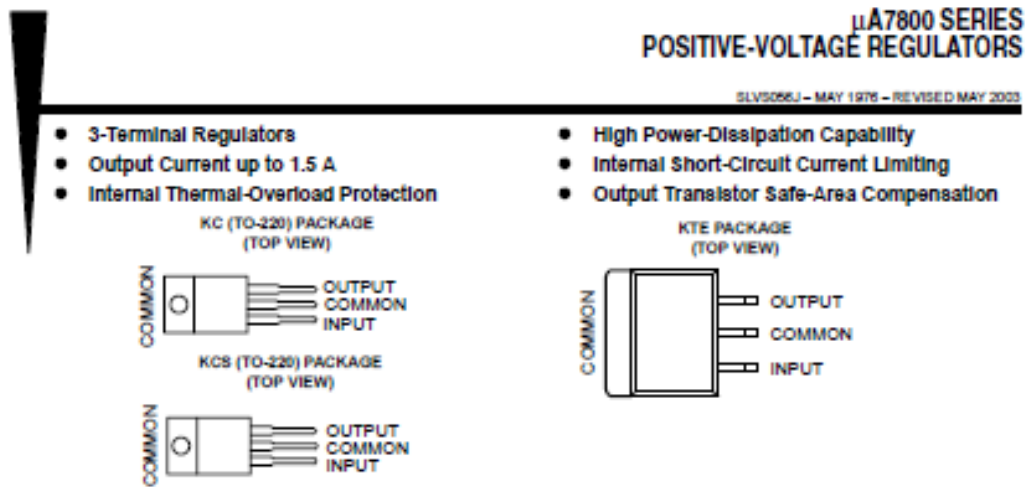 µA7800 SERIES
POSITIVE-VOLTAGE REGULATORS
SLVS056J – MAY 1976 – REVISED MAY 2003
● 3-Terminal Regulators
● Output Current up to 1.5 A
● Internal Thermal-Overload Protection
● High Power-Dissipation Capability
● Internal Short-Circuit Current Limiting
● Output Transistor Safe-Area Compensation
KC (TO-220) PACKAGE
(TOP VIEW)
COMMON
OUTPUT
COMMON
INPUT
KCS (TO-220) PACKAGE
(TOP VIEW)
COMMON
OUTPUT
COMMON
INPUT
KTE PACKAGE
(TOP VIEW)
COMMON
OUTPUT
COMMON
INPUT